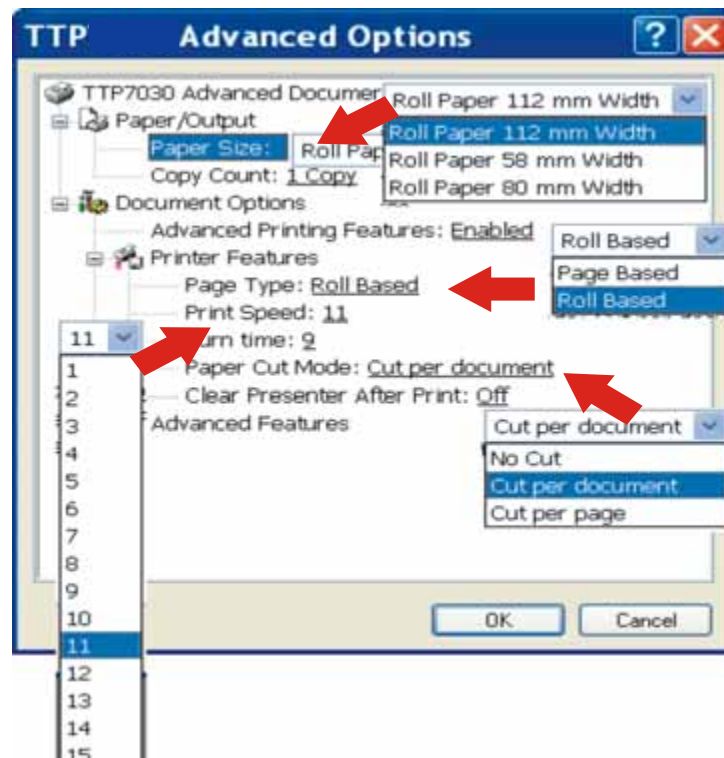 TTP Advanced Options
TTP7030 Advanced Documen
Roll Paper 112 mm Width
Paper/Output
Roll Paper 112 mm Width
Paper Size: Roll Pap
Roll Paper 58 mm Width
Copy Count: 1 Copy
Roll Paper 80 mm Width
Document Options
Advanced Printing Features: Enabled
Roll Based
Printer Features
Page Based
Page Type: Roll Based
Roll Based
Print Speed: 11
11
time: 9
1
Paper Cut Mode: Cut per document
2
Clear Presenter After Print: Off
3
Advanced Features
Cut per document
4
No Cut
5
Cut per document
6
Cut per page
7
8
9
10
OK
Cancel
11
12
13
14
15